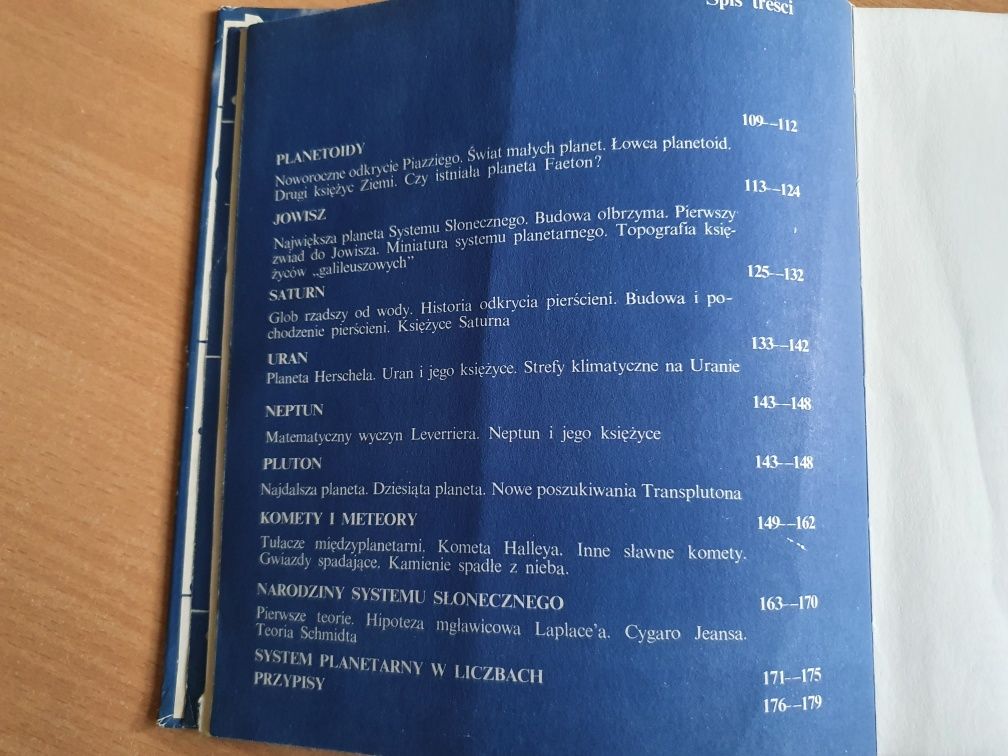 Spis treści
109—112
PLANETOIDY
Noworoczne odkrycie Piazziego. Świat małych planet. Łowca planetoid.
Drugi księżyc Ziemi. Czy istniała planeta Faeton?
113—124
JOWISZ
Największa planeta Systemu Słonecznego. Budowa olbrzyma. Pierwszy
zwiad do Jowisza. Miniatura systemu planetarnego. Topografia księ-
życów „galileuszowych”
125—132
SATURN
Glob rzadszy od wody. Historia odkrycia pierścieni. Budowa i po-
chodzenie pierścieni. Księżyce Saturna
133—142
URAN
Planeta Herschela. Uran i jego księżyce. Strefy klimatyczne na Uranie
143—148
NEPTUN
Matematyczny wyczyn Leverriera. Neptun i jego księżyce
143—148
PLUTON
Najdalsza planeta. Dziesiąta planeta. Nowe poszukiwania Transplutona
149—162
KOMETY I METEORY
Tułacze międzyplanetarni. Kometa Halleya. Inne sławne komety.
Gwiazdy spadające. Kamienie spadłe z nieba.
NARODZINY SYSTEMU SŁONECZNEGO 163—170
Pierwsze teorie. Hipoteza mgławicowa Laplace'a. Cygaro Jeansa.
Teoria Schmidta
SYSTEM PLANETARNY W LICZBACH 171—175
PRZYPISY 176—179